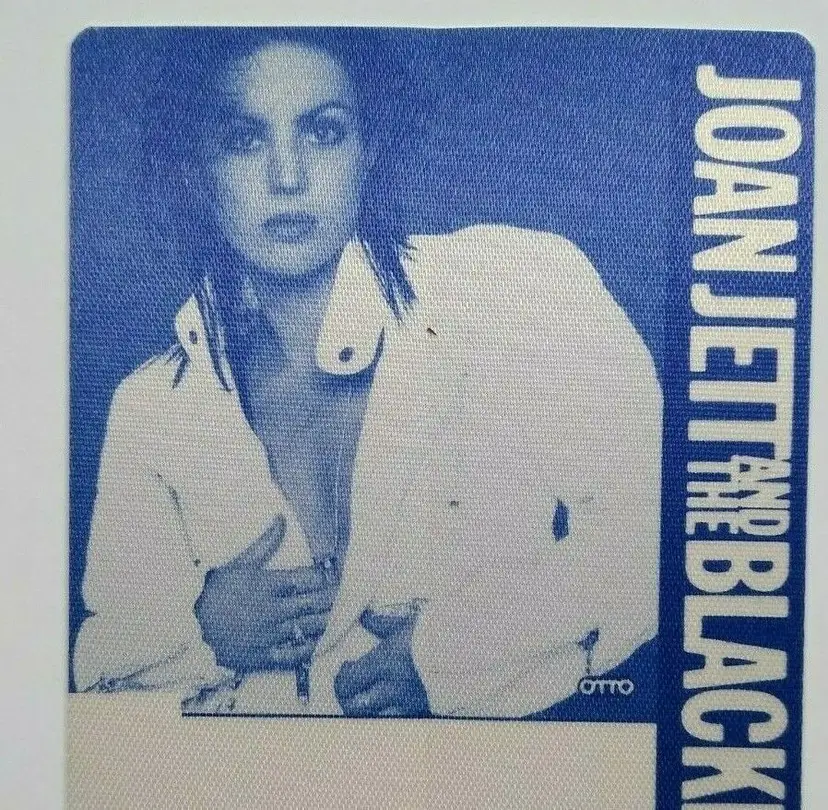 JOAN JETT
AND
THE
BLACK
OTTO